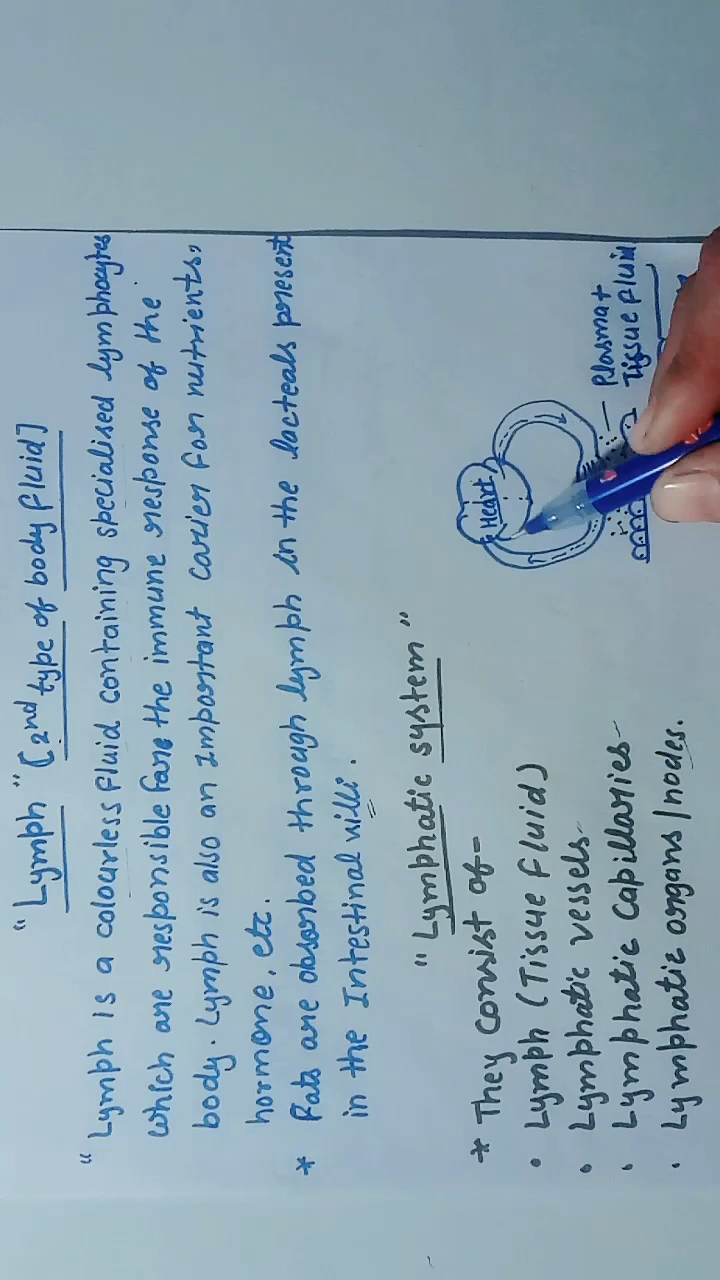 "Lymph" [2nd type of body fluid]
"Lymph is a colourless fluid containing specialised lymphocytes
which are responsible for the immune response of the
body. Lymph is also an important carrier for nutrients,
hormone, etc.
* Fats are absorbed through lymph in the lacteals present
in the Intestinal villi.
"Lymphatic system"
* They consist of-
• Lymph (Tissue fluid)
• Lymphatic vessels-
• Lymphatic capillaries-
• Lymphatic organs/nodes.
Heart
Plasma+
Tissue fluid